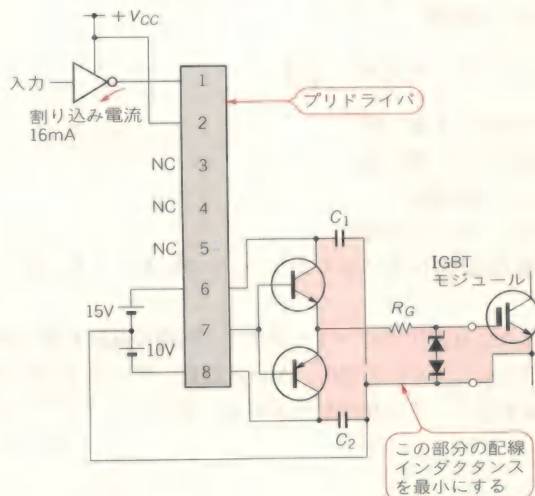 +VCC
入力
割り込み電流
16mA
プリドライバ
1
2
NC 3
NC 4
NC 5
6
7
8
15V
10V
C1
C2
RG
IGBT
モジュール
この部分の配線
インダクタンス
を最小にする